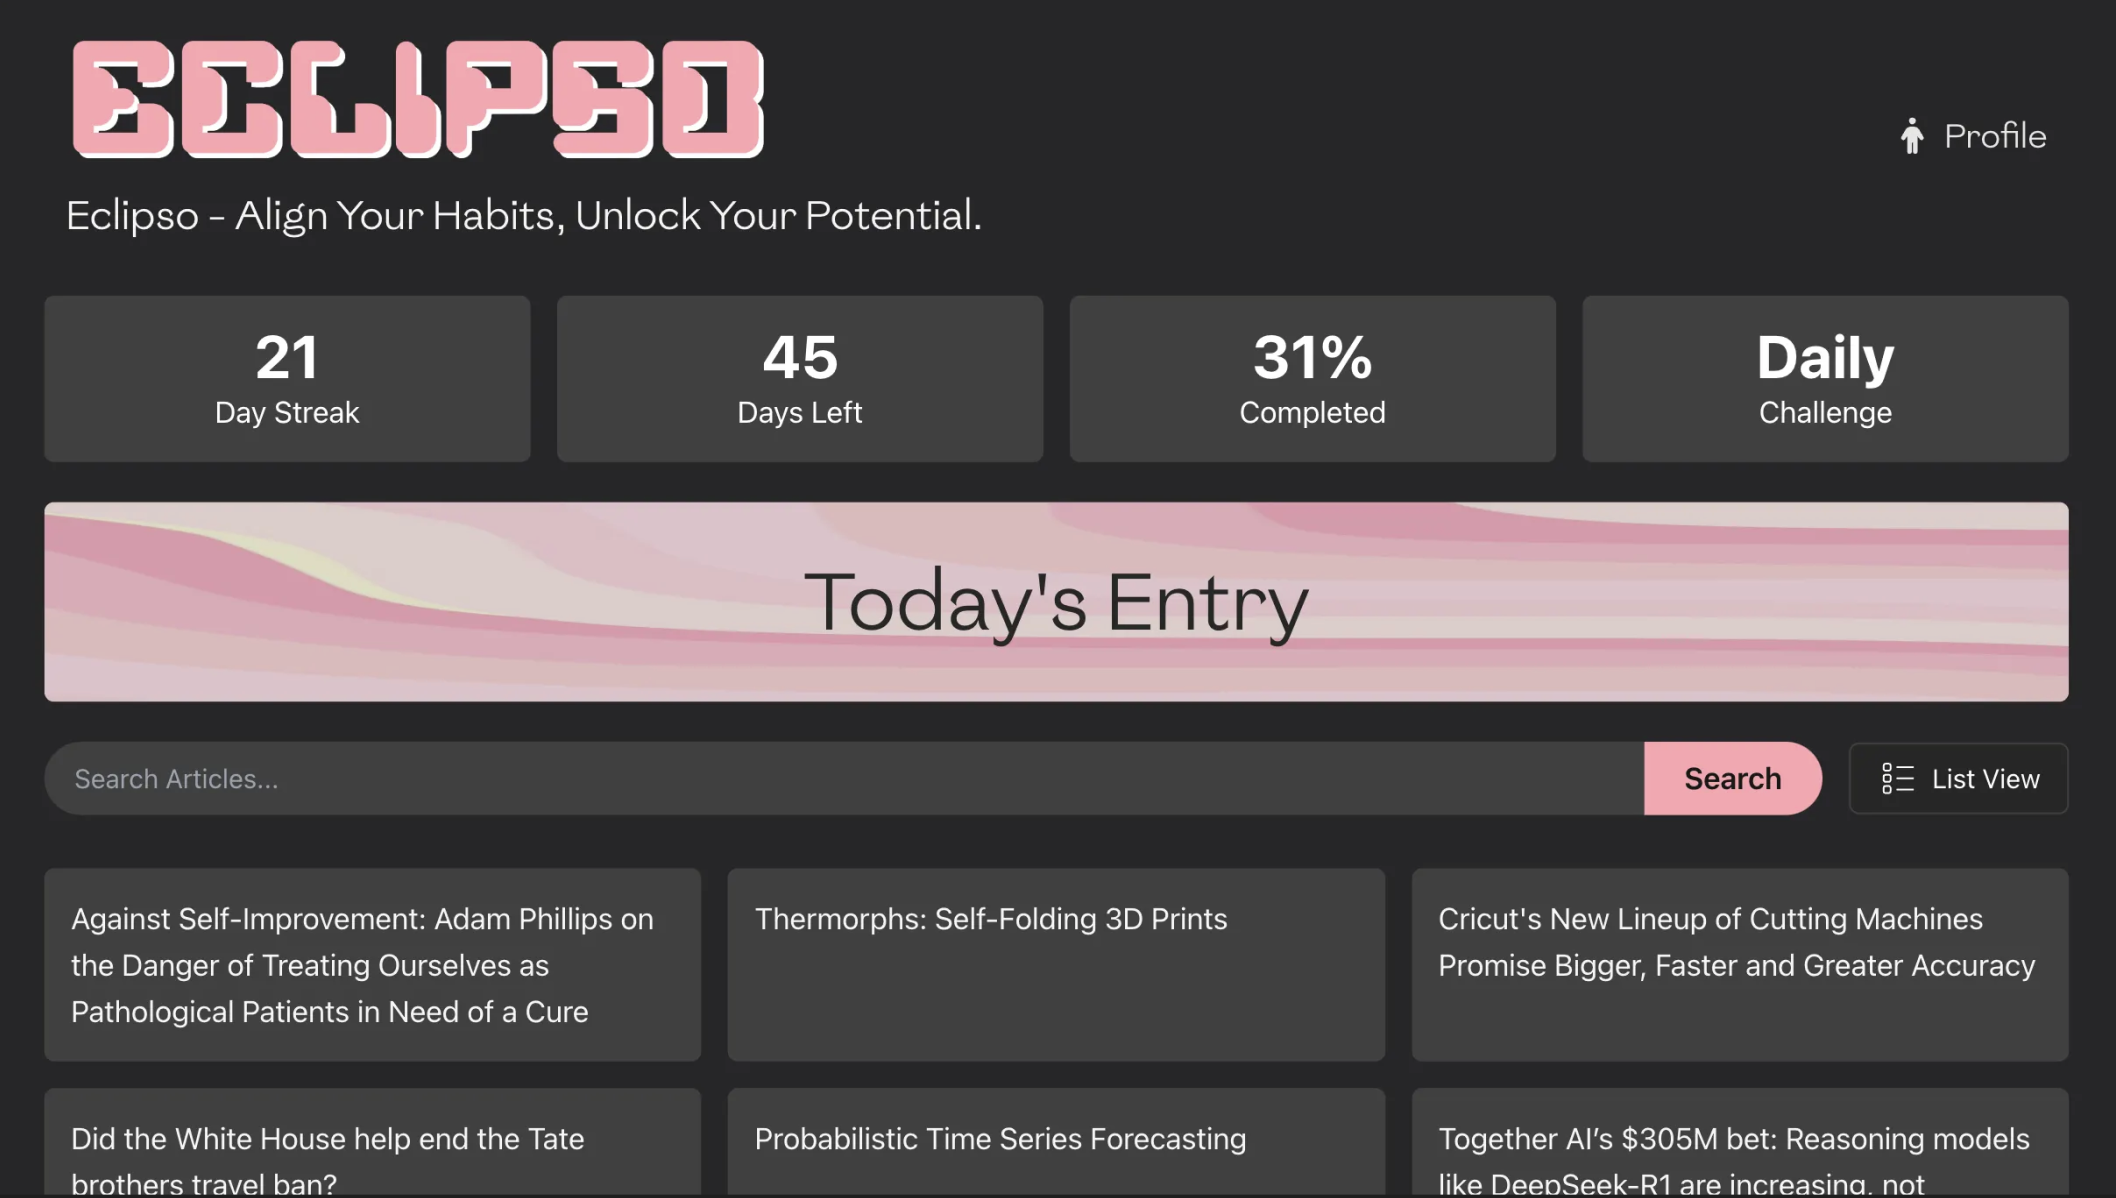 ECLIPSO
Profile
Eclipso - Align Your Habits, Unlock Your Potential.
21
Day Streak
45
Days Left
31%
Completed
Daily
Challenge
Today's Entry
Search Articles...
Search
List View
Against Self-Improvement: Adam Phillips on
the Danger of Treating Ourselves as
Pathological Patients in Need of a Cure
Thermorphs: Self-Folding 3D Prints
Cricut's New Lineup of Cutting Machines
Promise Bigger, Faster and Greater Accuracy
Did the White House help end the Tate
brothers travel ban?
Probabilistic Time Series Forecasting
Together AI’s $305M bet: Reasoning models
like DeepSeek-R1 are increasing, not